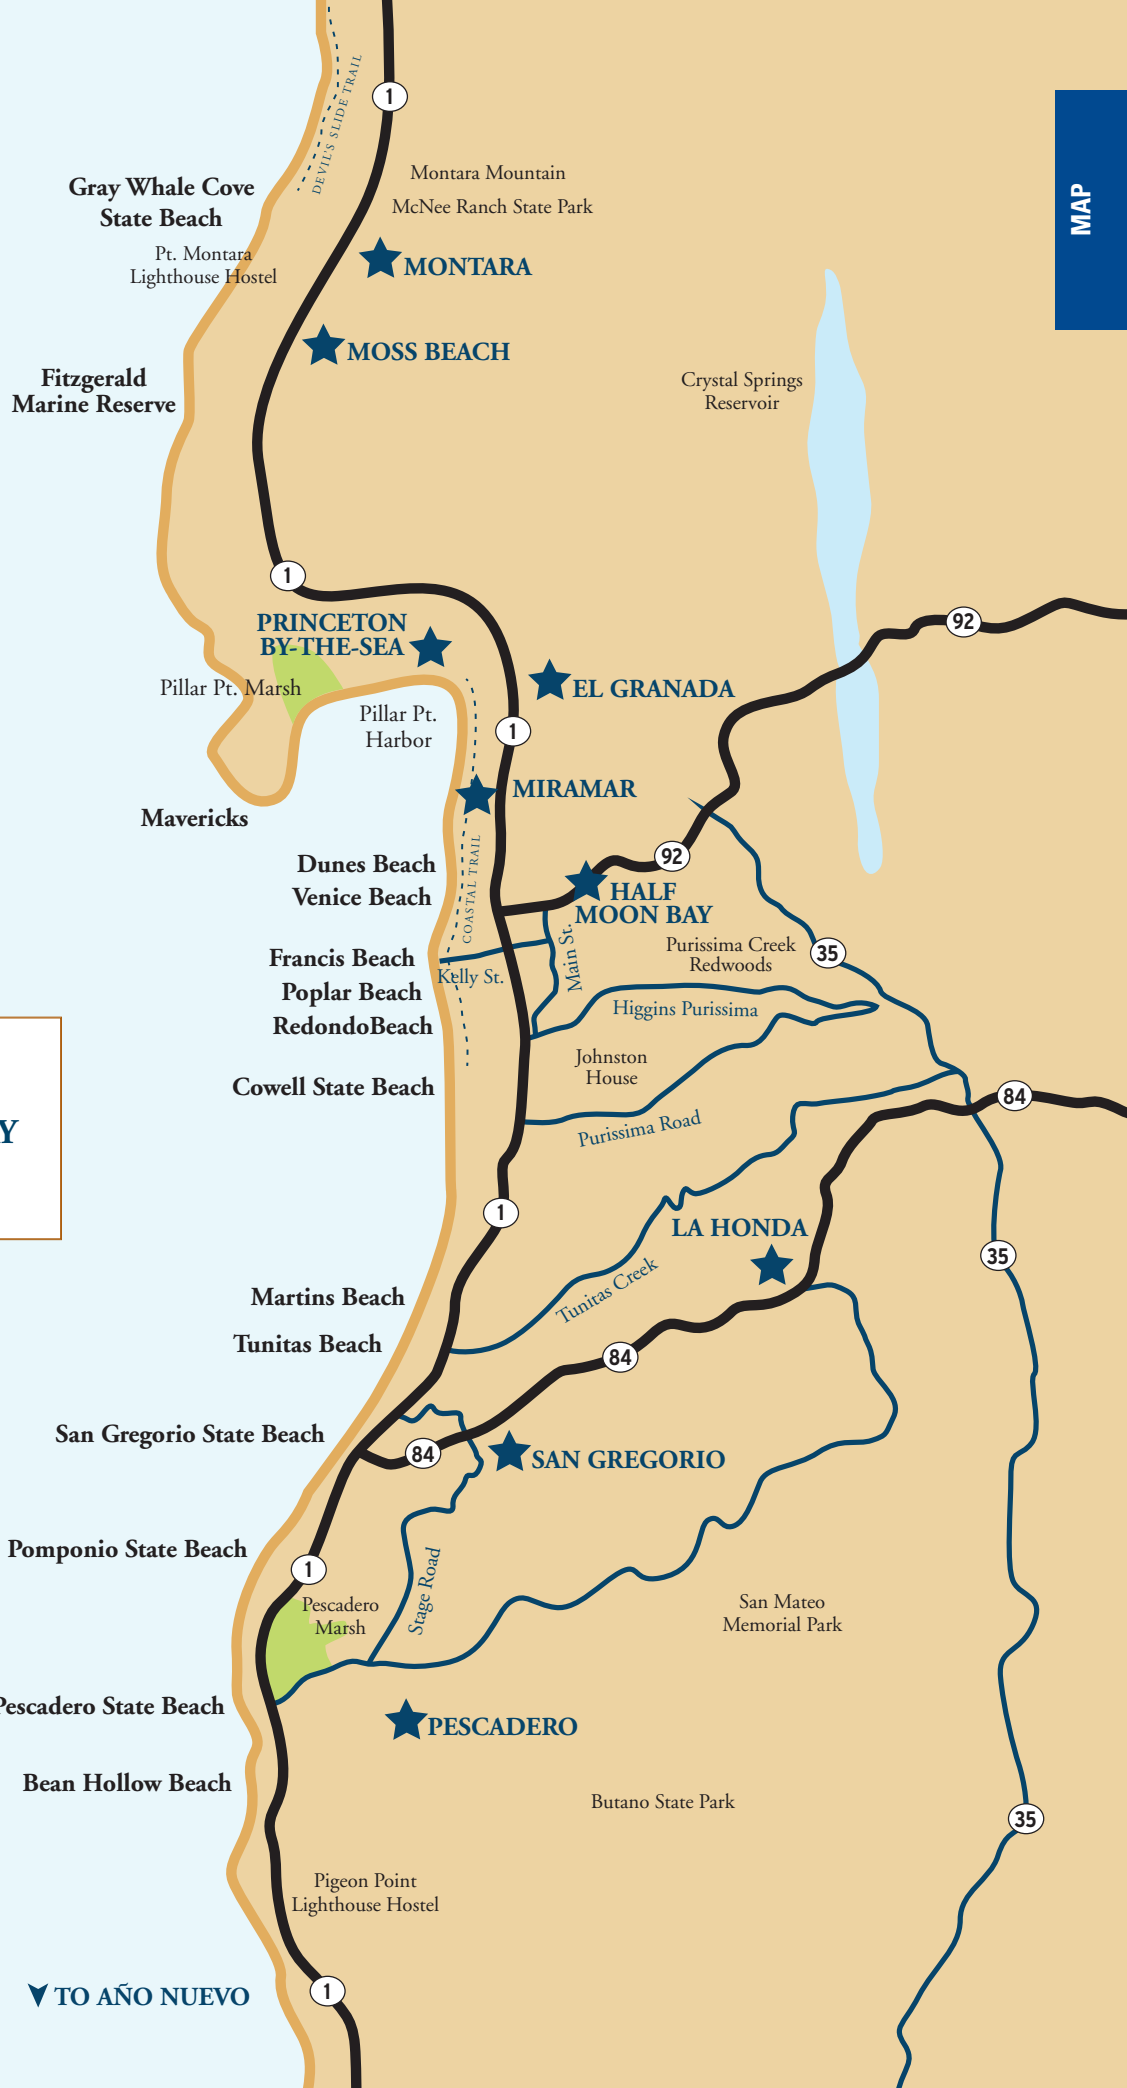 1
DEVIL'S SLIDE TRAIL
MAP
Montara Mountain
McNee Ranch State Park
Gray Whale Cove
State Beach
Pt. Montara
Lighthouse Hostel
MONTARA
MOSS BEACH
Fitzgerald
Marine Reserve
Crystal Springs
Reservoir
1
PRINCETON
BY-THE-SEA
92
EL GRANADA
Pillar Pt. Marsh
Pillar Pt.
Harbor
1
MIRAMAR
Mavericks
COASTAL TRAIL
92
Dunes Beach
Venice Beach
HALF
MOON BAY
Main St.
Purissima Creek
Redwoods
35
Francis Beach
Kelly St.
Poplar Beach
Higgins Purissima
RedondoBeach
Johnston
House
Cowell State Beach
84
Purissima Road
Y
1
LA HONDA
35
Tunitas Creek
Martins Beach
Tunitas Beach
84
San Gregorio State Beach
84
SAN GREGORIO
Pomponio State Beach
1
Stage Road
Pescadero
Marsh
San Mateo
Memorial Park
Pescadero State Beach
PESCADERO
Bean Hollow Beach
Butano State Park
35
Pigeon Point
Lighthouse Hostel
TO AÑO NUEVO
1